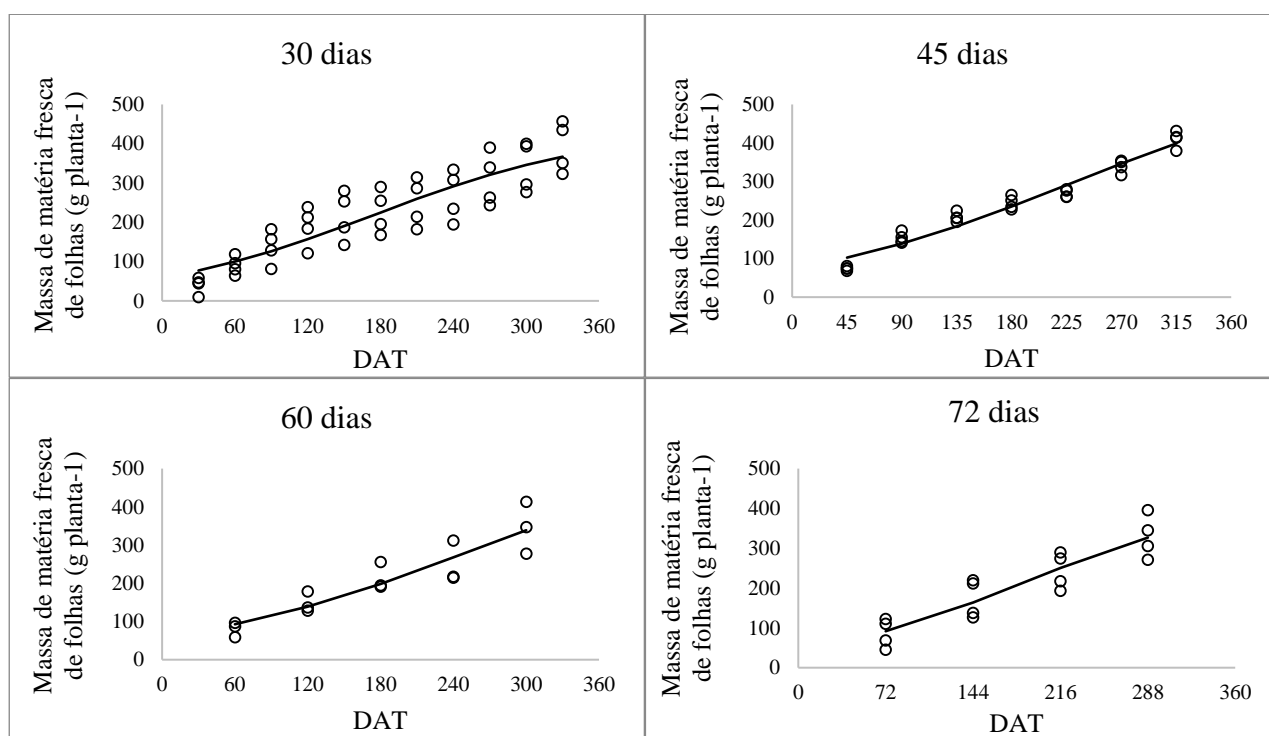 30 dias
Massa de matéria fresca
de folhas (g planta-1)
500
400
300
200
100
0
0 60 120 180 240 300 360
DAT
45 dias
Massa de matéria fresca
de folhas (g planta-1)
500
400
300
200
100
0
0 45 90 135 180 225 270 315 360
DAT
60 dias
Massa de matéria fresca
de folhas (g planta-1)
500
400
300
200
100
0
0 60 120 180 240 300 360
DAT
72 dias
Massa de matéria fresca
de folhas (g planta-1)
500
400
300
200
100
0
0 72 144 216 288 360
DAT